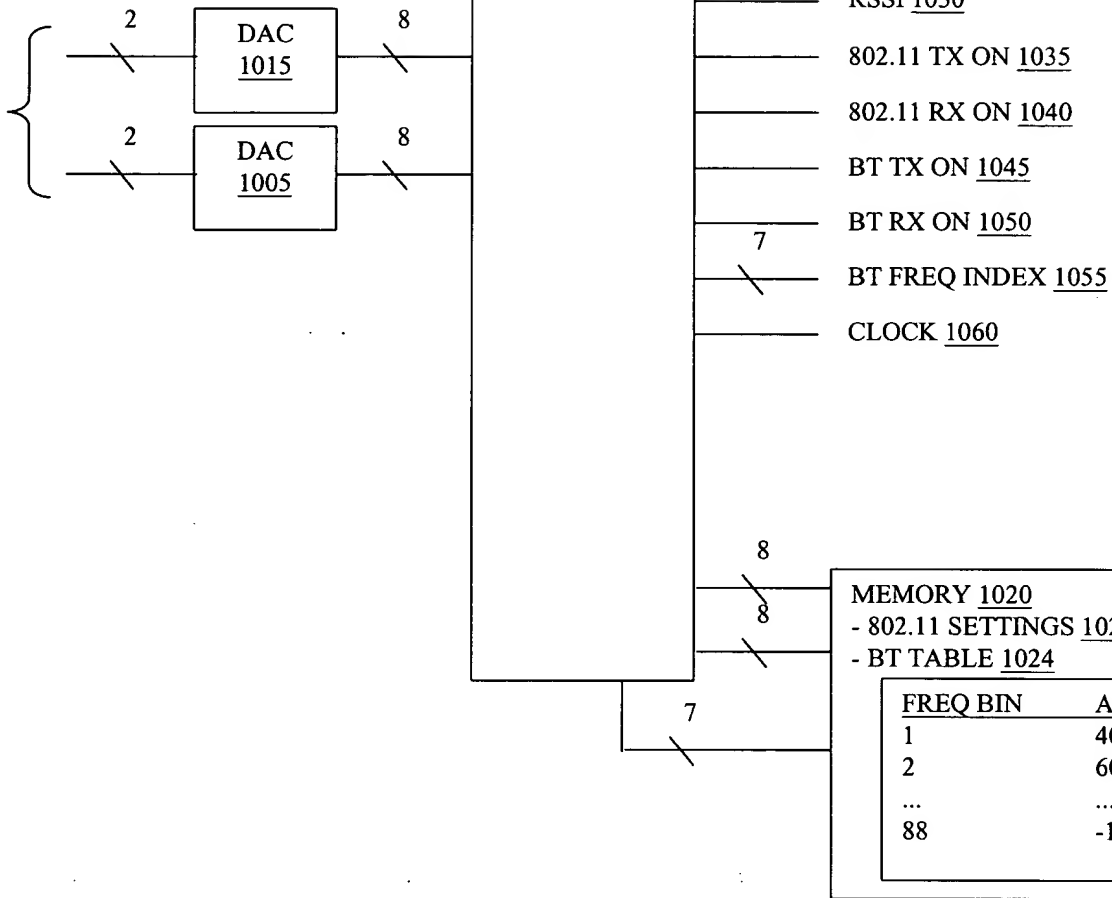 RSSI 1030
2
8
DAC
1015
802.11 TX ON 1035
802.11 RX ON 1040
2
8
DAC
1005
BT TX ON 1045
BT RX ON 1050
7
BT FREQ INDEX 1055
CLOCK 1060
8
8
7
MEMORY 1020
- 802.11 SETTINGS
- BT TABLE 1024
FREQ BIN
1
2
... ...
88